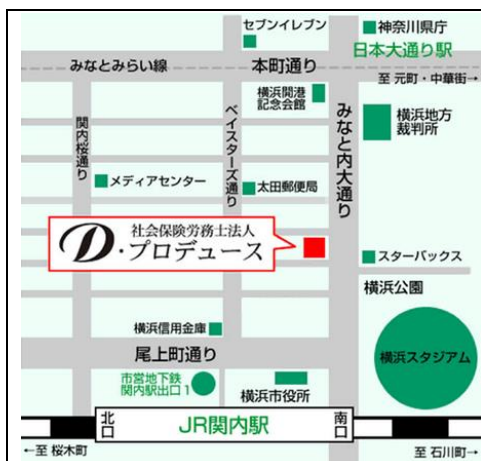 セブンイレブン
神奈川県庁
日本大通り駅
みなとみらい線
本町通り
至 元町・中華街→
横浜開港
記念会館
横浜地方
裁判所
関内桜通り
ベイスターズ通り
みなと内大通り
メディアセンター
太田郵便局
社会保険労務士法人
D・プロデュース
スターバックス
横浜公園
横浜信用金庫
尾上町通り
横浜スタジアム
市営地下鉄
関内駅出口1
横浜市役所
北口
JR関内駅
南口
←至 桜木町
至 石川町→